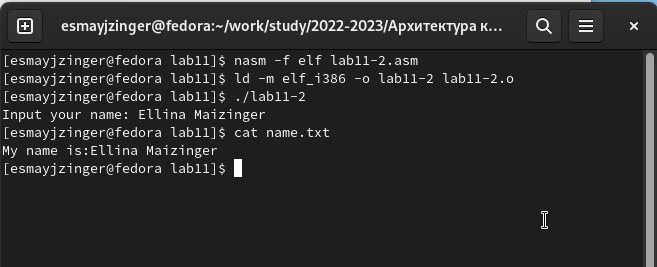 esmayjzinger@fedora:~/work/study/2022-2023/Архитектура к...
[esmayjzinger@fedora lab11]$ nasm -f elf lab11-2.asm
[esmayjzinger@fedora lab11]$ ld -m elf_i386 -o lab11-2 lab11-2.o
[esmayjzinger@fedora lab11]$ ./lab11-2
Input your name: Ellina Maizinger
[esmayjzinger@fedora lab11]$ cat name.txt
My name is:Ellina Maizinger
[esmayjzinger@fedora lab11]$